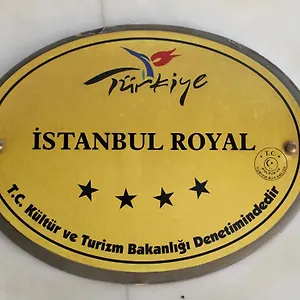 Türkiye
İSTANBUL ROYAL
T.C.
T.C. Kültür ve Turizm Bakanlığı Denetimindedir